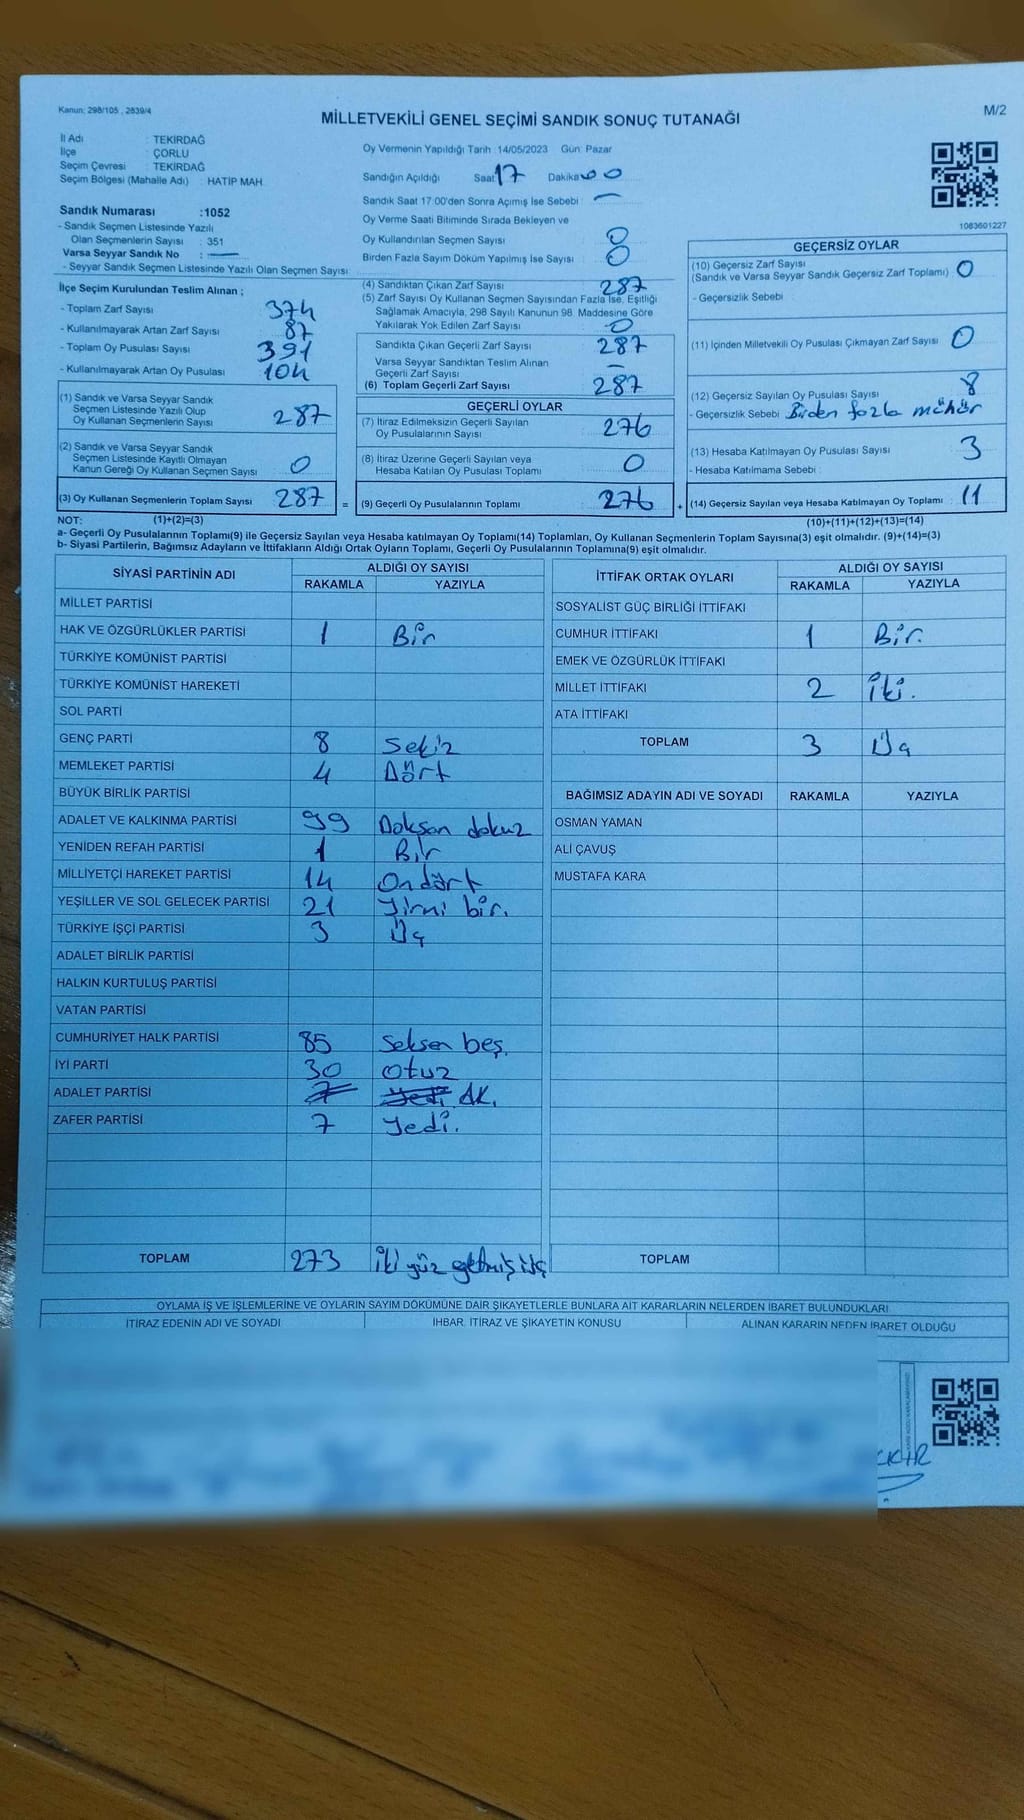 Kanun: 298/105 , 2839/4
MİLLETVEKİLİ GENEL SEÇİMİ SANDIK SONUÇ TUTANAĞI
M/2
İl Adı : TEKİRDAĞ
İlçe : ÇORLU
Seçim Çevresi : TEKİRDAĞ
Seçim Bölgesi (Mahalle Adı) : HATİP MAH.
Oy Vermenin Yapıldığı Tarih :14/05/2023 Gün: Pazar
Sandığın Açıldığı Saat 17 Dakika 00
Sandık Saat 17:00'den Sonra Açımış İse Sebebi : —
Oy Verme Saati Bitiminde Sırada Bekleyen ve
Oy Kullandırılan Seçmen Sayısı : 0
Birden Fazla Sayım Döküm Yapılmış İse Sayısı : 0
1063601227
Sandık Numarası :1052
- Sandık Seçmen Listesinde Yazılı
Olan Seçmenlerin Sayısı : 351
Varsa Seyyar Sandık No : —
- Seyyar Sandık Seçmen Listesinde Yazılı Olan Seçmen Sayısı
İlçe Seçim Kurulundan Teslim Alınan ;
- Toplam Zarf Sayısı 374
- Kullanılmayarak Artan Zarf Sayısı 87
- Toplam Oy Pusulası Sayısı 391
- Kullanılmayarak Artan Oy Pusulası 104
(1) Sandık ve Varsa Seyyar Sandık
Seçmen Listesinde Yazılı Olup
Oy Kullanan Seçmenlerin Sayısı 287
(2) Sandık ve Varsa Seyyar Sandık
Seçmen Listesinde Kayıtlı Olmayan
Kanun Gereği Oy Kullanan Seçmen Sayısı 0
(3) Oy Kullanan Seçmenlerin Toplam Sayısı 287 =
(4) Sandıktan Çıkan Zarf Sayısı 287
(5) Zarf Sayısı Oy Kullanan Seçmen Sayısından Fazla İse, Eşitliği
Sağlamak Amacıyla, 298 Sayılı Kanunun 98. Maddesine Göre
Yakılarak Yok Edilen Zarf Sayısı 0
Sandıkta Çıkan Geçerli Zarf Sayısı 287
Varsa Seyyar Sandıktan Teslim Alınan
Geçerli Zarf Sayısı —
(6) Toplam Geçerli Zarf Sayısı 287
GEÇERLİ OYLAR
(7) İtiraz Edilmeksizin Geçerli Sayılan
Oy Pusulalarının Sayısı 276
(8) İtiraz Üzerine Geçerli Sayılan veya
Hesaba Katılan Oy Pusulası Toplamı 0
(9) Geçerli Oy Pusulalarının Toplamı 276 +
GEÇERSİZ OYLAR
(10) Geçersiz Zarf Sayısı
(Sandık ve Varsa Seyyar Sandık Geçersiz Zarf Toplamı) 0
- Geçersizlik Sebebi :
(11) İçinden Milletvekili Oy Pusulası Çıkmayan Zarf Sayısı 0
(12) Geçersiz Sayılan Oy Pusulası Sayısı 8
- Geçersizlik Sebebi : Birden fazla mühür
(13) Hesaba Katılmayan Oy Pusulası Sayısı 3
- Hesaba Katılmama Sebebi :
(14) Geçersiz Sayılan veya Hesaba Katılmayan Oy Toplamı 11
NOT: (1)+(2)=(3)
(10)+(11)+(12)+(13)=(14)
a- Geçerli Oy Pusulalarının Toplamı(9) ile Geçersiz Sayılan veya Hesaba katılmayan Oy Toplamı(14) Toplamları, Oy Kullanan Seçmenlerin Toplam Sayısına(3) eşit olmalıdır. (9)+(14)=(3)
b- Siyasi Partilerin, Bağımsız Adayların ve İttifakların Aldığı Ortak Oyların Toplamı, Geçerli Oy Pusulalarının Toplamına(9) eşit olmalıdır.
SİYASİ PARTİNİN ADI ALDIĞI OY SAYISI
RAKAMLA YAZIYLA
MİLLET PARTİSİ
HAK VE ÖZGÜRLÜKLER PARTİSİ 1 Bir
TÜRKİYE KOMÜNİST PARTİSİ
TÜRKİYE KOMÜNİST HAREKETİ
SOL PARTİ
GENÇ PARTİ 8 Sekiz
MEMLEKET PARTİSİ 4 Dört
BÜYÜK BİRLİK PARTİSİ
ADALET VE KALKINMA PARTİSİ 99 Doksan dokuz
YENİDEN REFAH PARTİSİ 1 Bir
MİLLİYETÇİ HAREKET PARTİSİ 14 On dört
YEŞİLLER VE SOL GELECEK PARTİSİ 21 Yirmi bir.
TÜRKİYE İŞÇİ PARTİSİ 3 Üç
ADALET BİRLİK PARTİSİ
HALKIN KURTULUŞ PARTİSİ
VATAN PARTİSİ
CUMHURİYET HALK PARTİSİ 85 Seksen beş.
İYİ PARTİ 30 Otuz
ADALET PARTİSİ 7 Yedi AK.
ZAFER PARTİSİ 7 Yedi.
TOPLAM 273 İki yüz yetmiş üç
İTTİFAK ORTAK OYLARI ALDIĞI OY SAYISI
RAKAMLA YAZIYLA
SOSYALİST GÜÇ BİRLİĞİ İTTİFAKI
CUMHUR İTTİFAKI 1 Bir.
EMEK VE ÖZGÜRLÜK İTTİFAKI
MİLLET İTTİFAKI 2 İki.
ATA İTTİFAKI
TOPLAM 3 Üç
BAĞIMSIZ ADAYIN ADI VE SOYADI RAKAMLA YAZIYLA
OSMAN YAMAN
ALİ ÇAVUŞ
MUSTAFA KARA
TOPLAM
OYLAMA İŞ VE İŞLEMLERİNE VE OYLARIN SAYIM DÖKÜMÜNE DAİR ŞİKAYETLERLE BUNLARA AİT KARARLARIN NELERDEN İBARET BULUNDUKLARI
İTİRAZ EDENİN ADI VE SOYADI İHBAR, İTİRAZ VE ŞİKAYETİN KONUSU ALINAN KARARIN NEDEN İBARET OLDUĞU